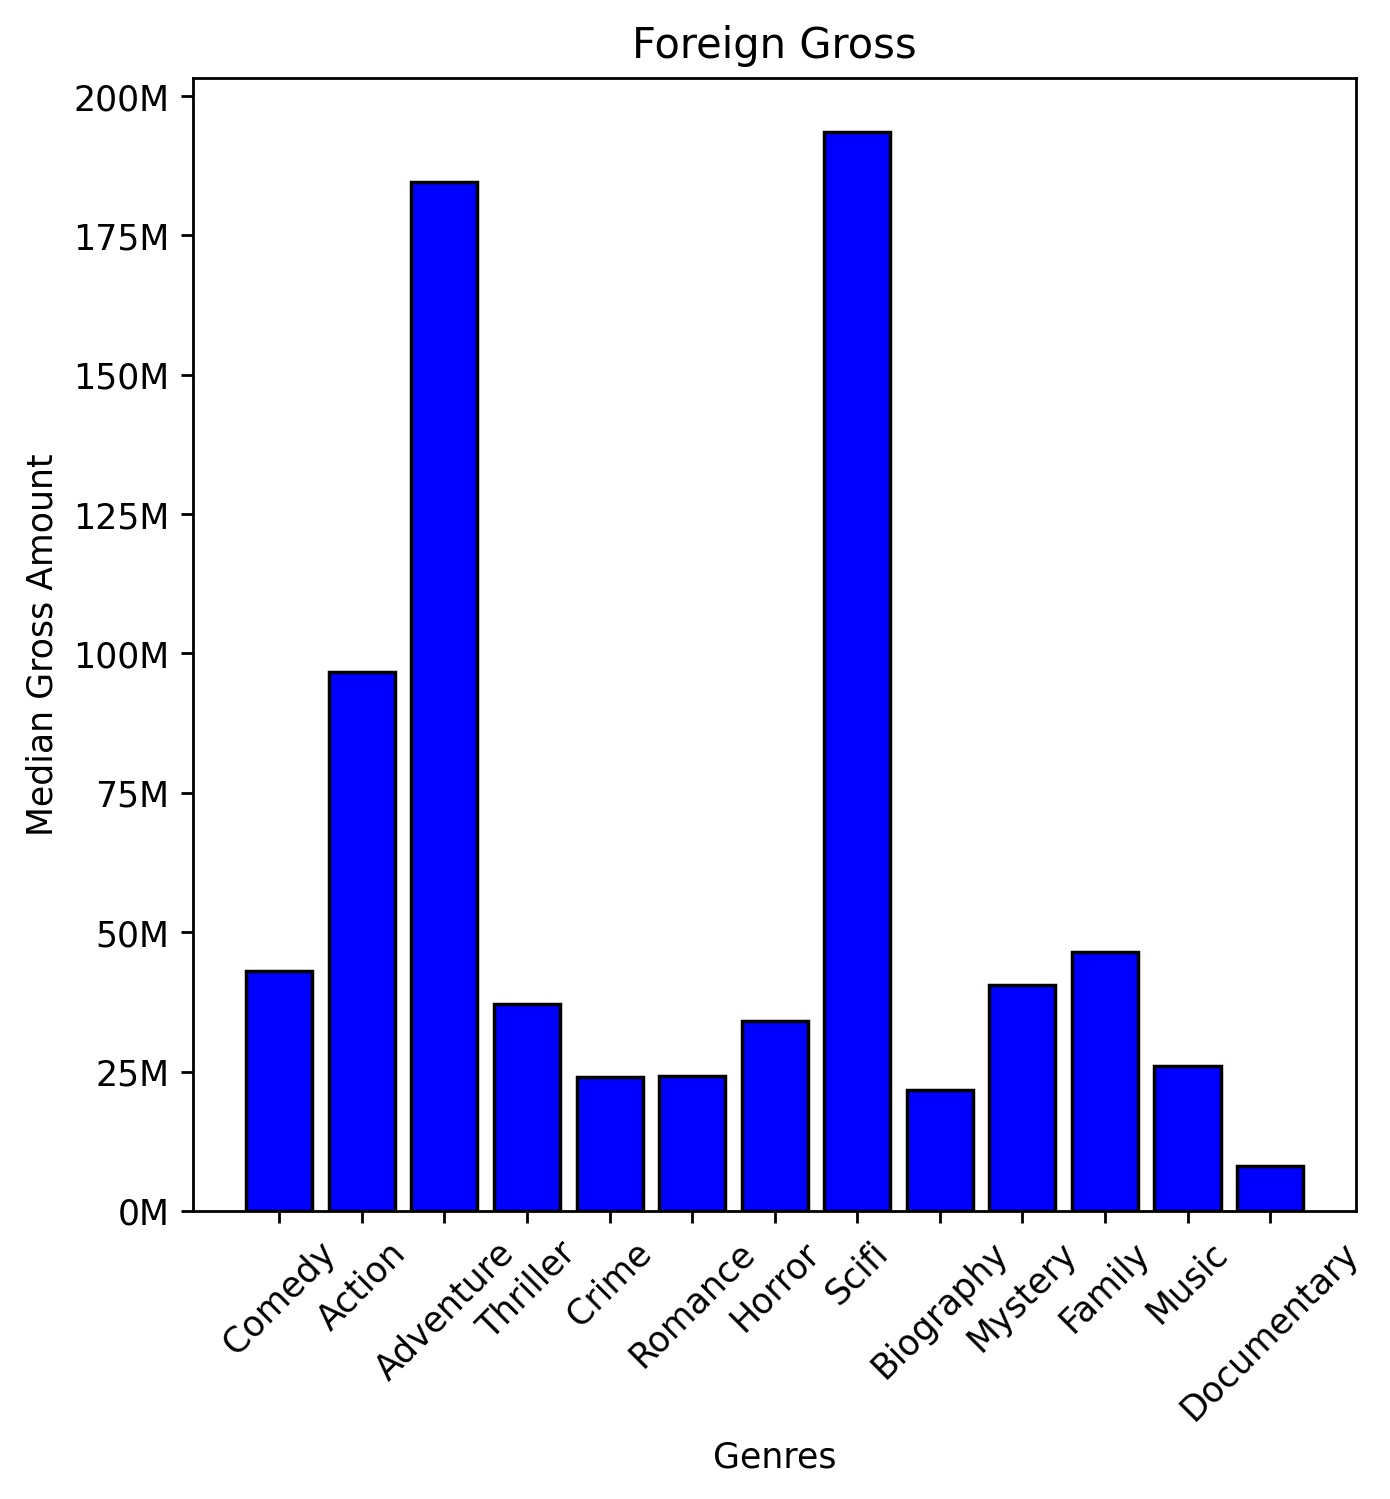 Foreign Gross
Median Gross Amount
200M
175M
150M
125M
100M
75M
50M
25M
0M
Comedy
Action
Adventure
Thriller
Crime
Romance
Horror
Scifi
Biography
Mystery
Family
Music
Documentary
Genres